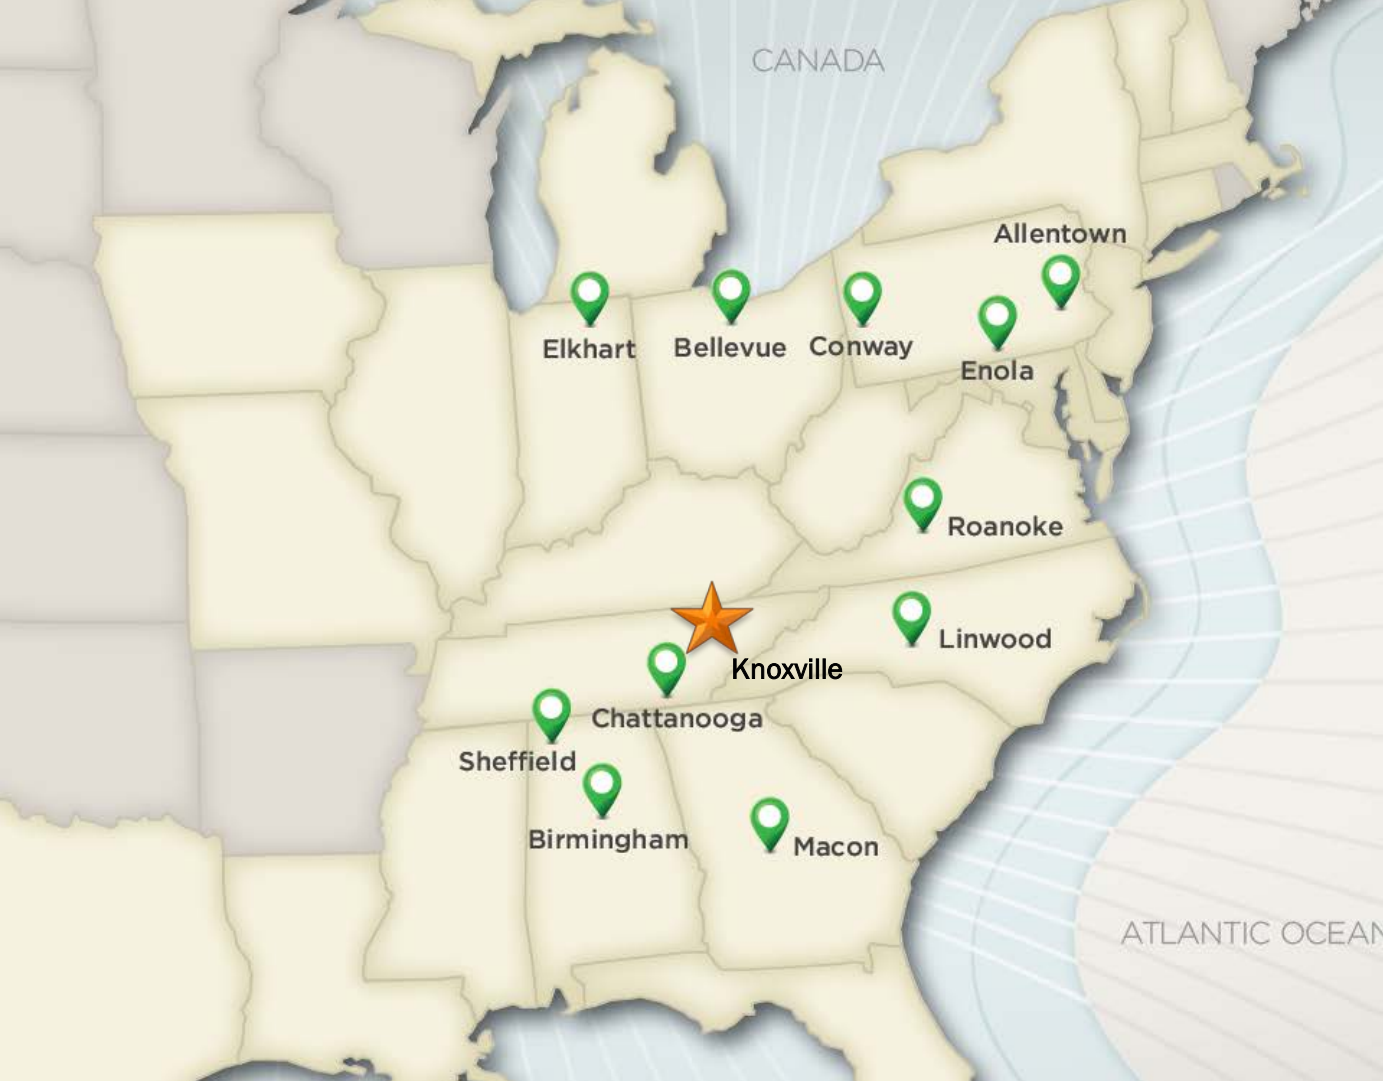 CANADA
Allentown
Elkhart
Bellevue
Conway
Enola
Roanoke
Linwood
Knoxville
Chattanooga
Sheffield
Birmingham
Macon
ATLANTIC OCEAN